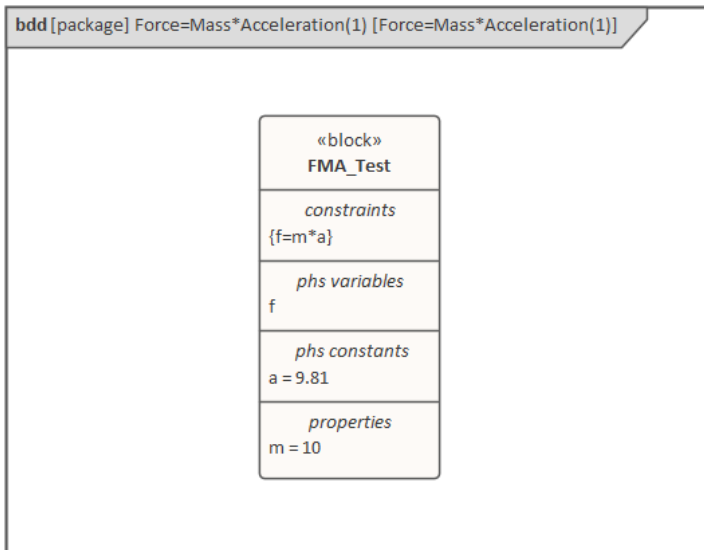 bdd [package] Force=Mass*Acceleration(1) [Force=Mass*Acceleration(1)]
«block»
FMA_Test
constraints
{f=m*a}
phs variables
f
phs constants
a = 9.81
properties
m = 10